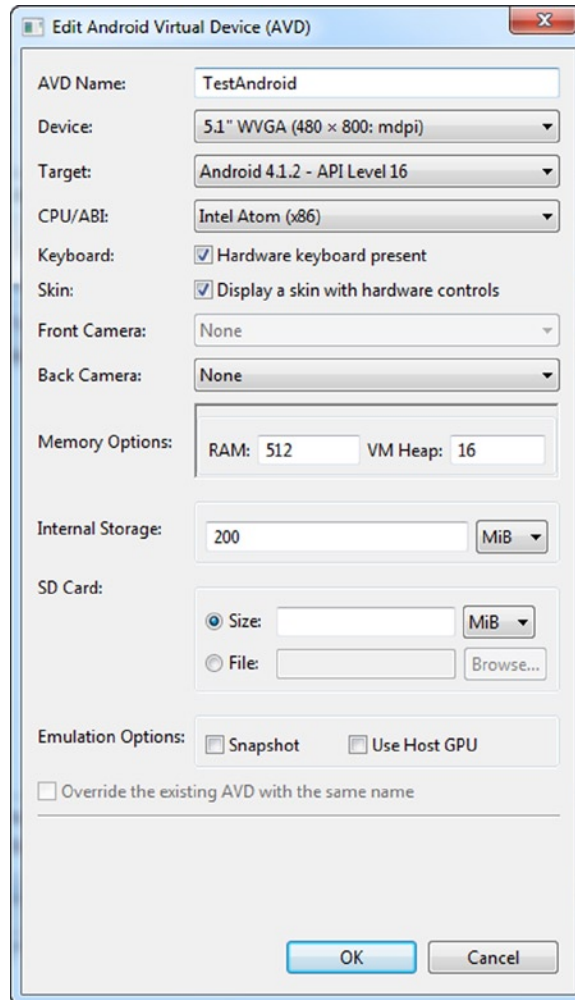 Edit Android Virtual Device (AVD)
AVD Name: TestAndroid
Device: 5.1" WVGA (480 × 800: mdpi)
Target: Android 4.1.2 - API Level 16
CPU/ABI: Intel Atom (x86)
Keyboard: Hardware keyboard present
Skin: Display a skin with hardware controls
Front Camera: None
Back Camera: None
Memory Options: RAM: 512 VM Heap: 16
Internal Storage: 200 MiB
SD Card:
Size: MiB
File: Browse...
Emulation Options: Snapshot Use Host GPU
Override the existing AVD with the same name
OK Cancel